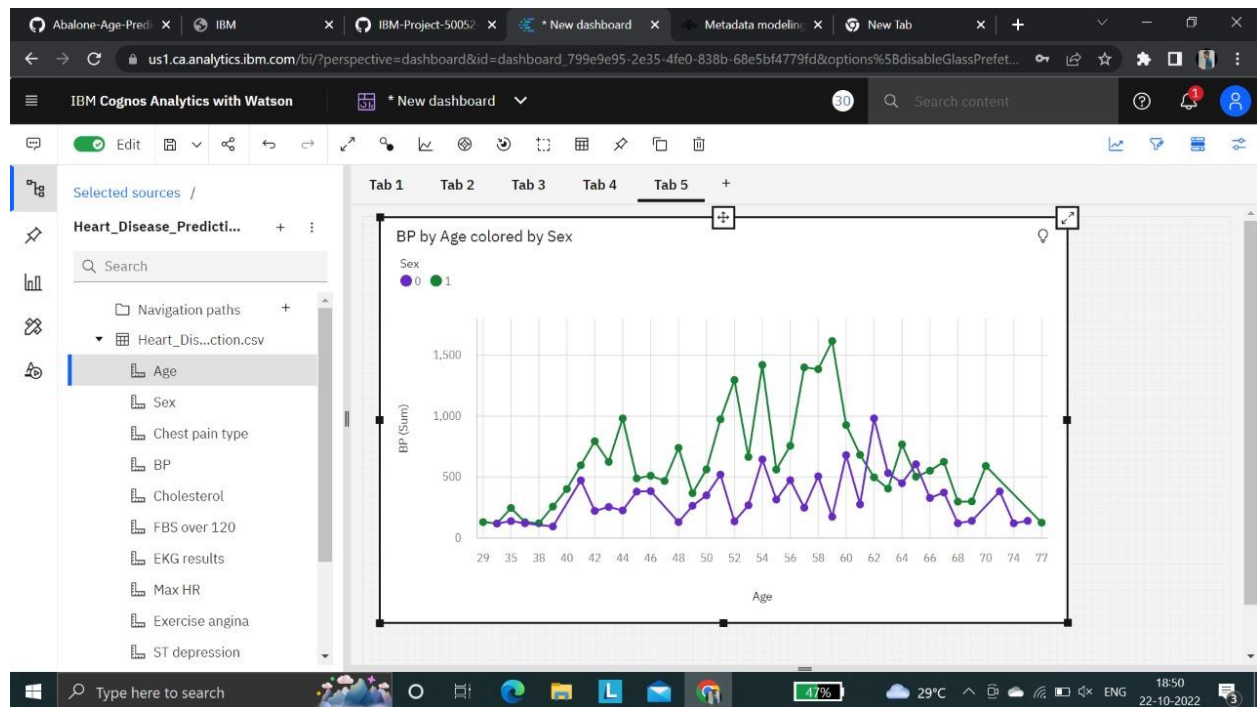 Abalone-Age-Predi
IBM
IBM-Project-50052
* New dashboard
Metadata modeling
New Tab
us1.ca.analytics.ibm.com/bi/?perspective=dashboard&id=dashboard_799e9e95-2e35-4fe0-838b-68e5bf4779fd&options%5BdisableGlassPrefet...
IBM Cognos Analytics with Watson
* New dashboard
30
Search content
1
Edit
Selected sources /
Tab 1 Tab 2 Tab 3 Tab 4 Tab 5 +
Heart_Disease_Predicti...
Search
Navigation paths
Heart_Dis...ction.csv
Age
Sex
Chest pain type
BP
Cholesterol
FBS over 120
EKG results
Max HR
Exercise angina
ST depression
BP by Age colored by Sex
Sex
0 1
1,500
1,000
500
0
BP (Sum)
29 35 38 40 42 44 46 48 50 52 54 56 58 60 62 64 66 68 70 74 77
Age
Type here to search
L
47%
29°C
ENG
18:50
22-10-2022
3